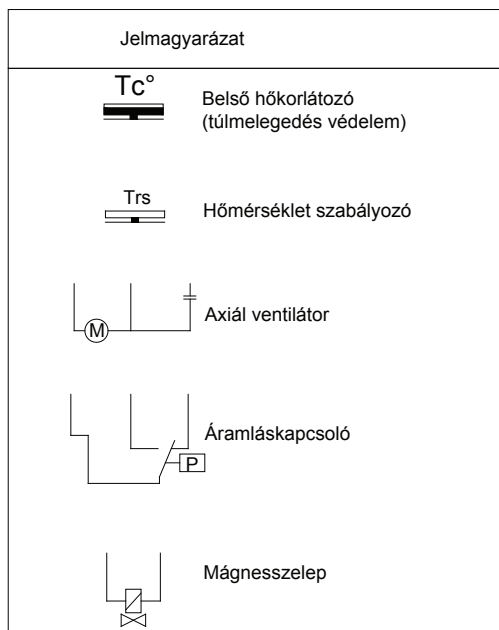 Jelmagyarázat
Tc°
Belső hőkorlátozó
(túlmelegedés védelem)
Trs
Hőmérséklet szabályozó
M
Axiál ventilátor
Áramláskapcsoló
P
Mágnesszelep